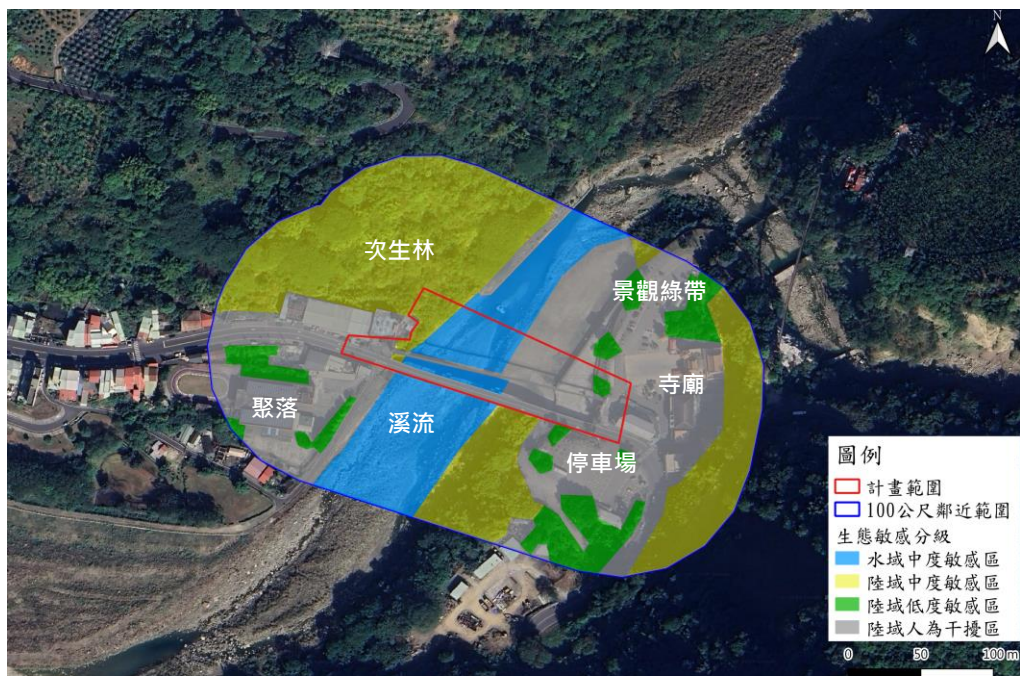 N
次生林
景觀綠帶
寺廟
聚落
溪流
停車場
圖例
計畫範圍
100公尺鄰近範圍
生態敏感分級
水域中度敏感區
陸域中度敏感區
陸域低度敏感區
陸域人為干擾區
0 50 100 m